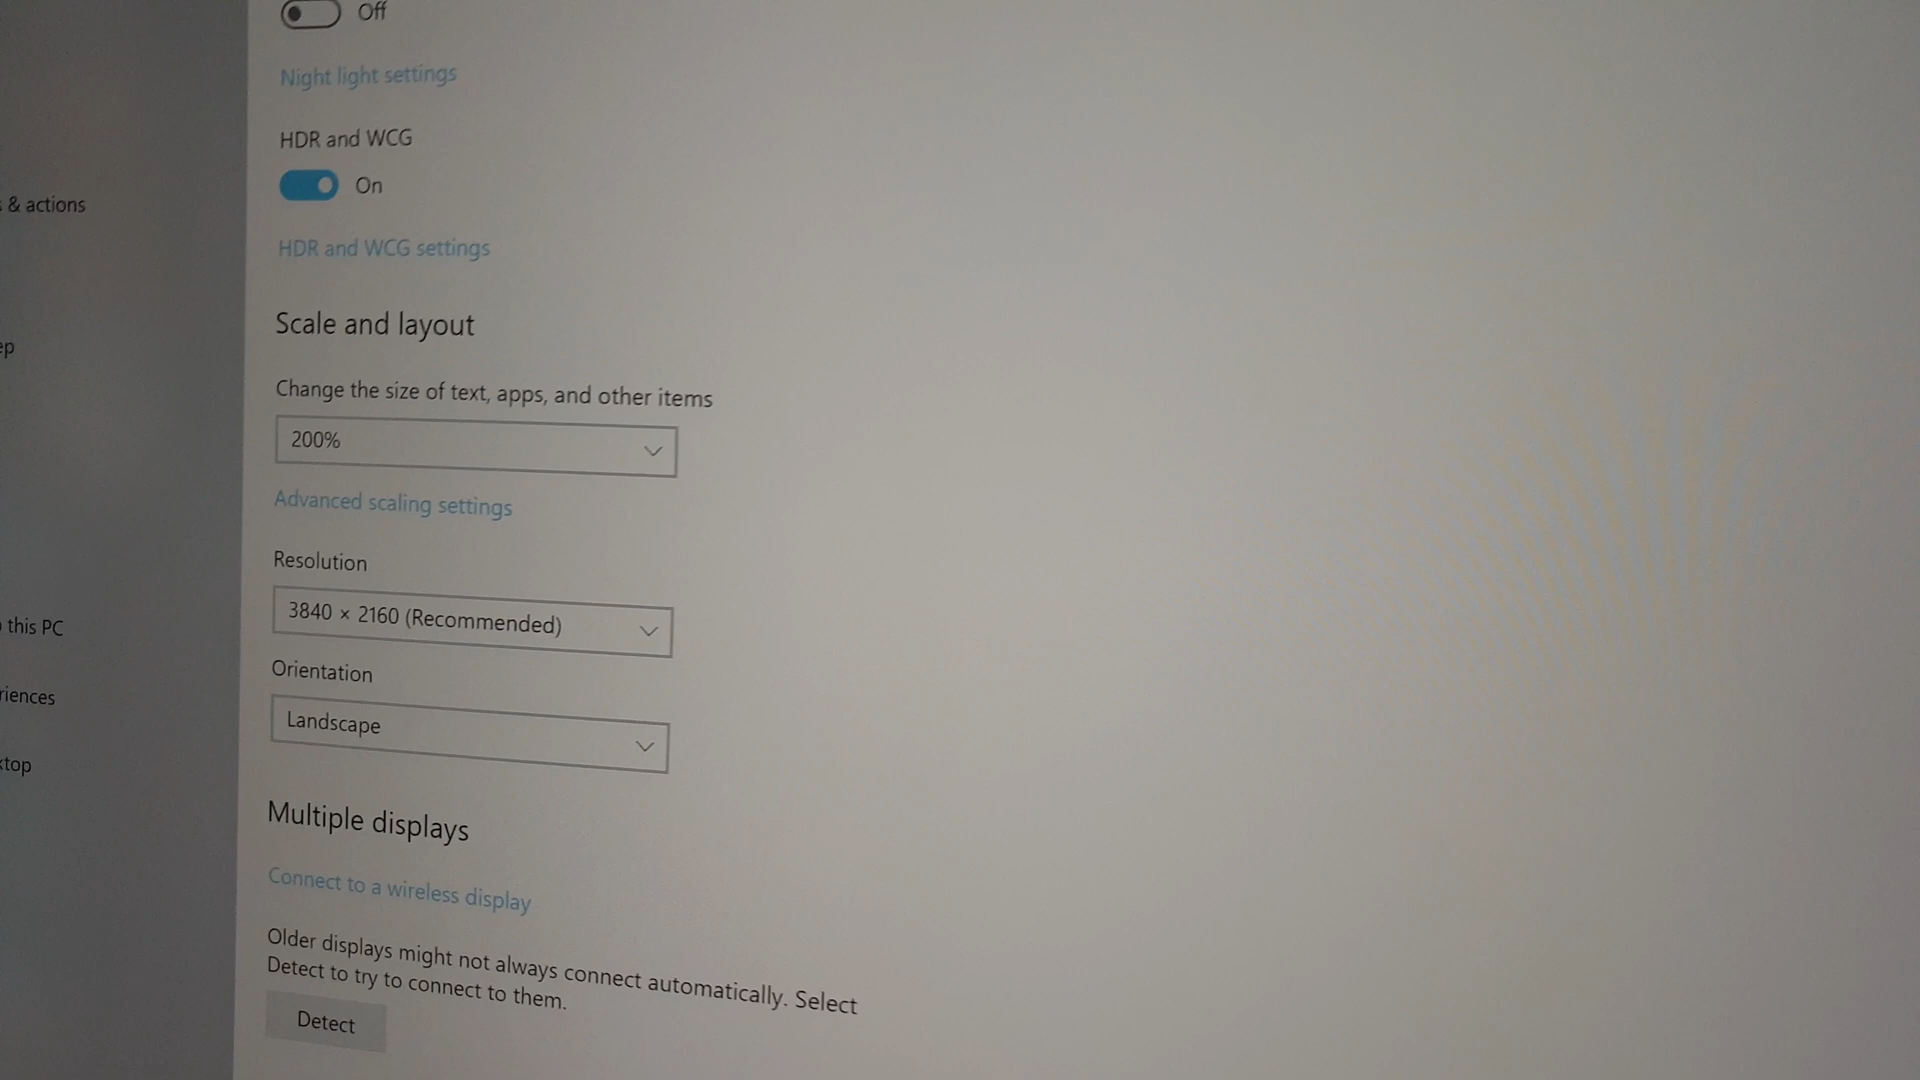 Off
Night light settings
HDR and WCG
On
& actions
HDR and WCG settings
Scale and layout
Change the size of text, apps, and other items
200%
Advanced scaling settings
Resolution
3840 × 2160 (Recommended)
this PC
Orientation
Landscape
Multiple displays
Connect to a wireless display
Older displays might not always connect automatically. Select
Detect to try to connect to them.
Detect